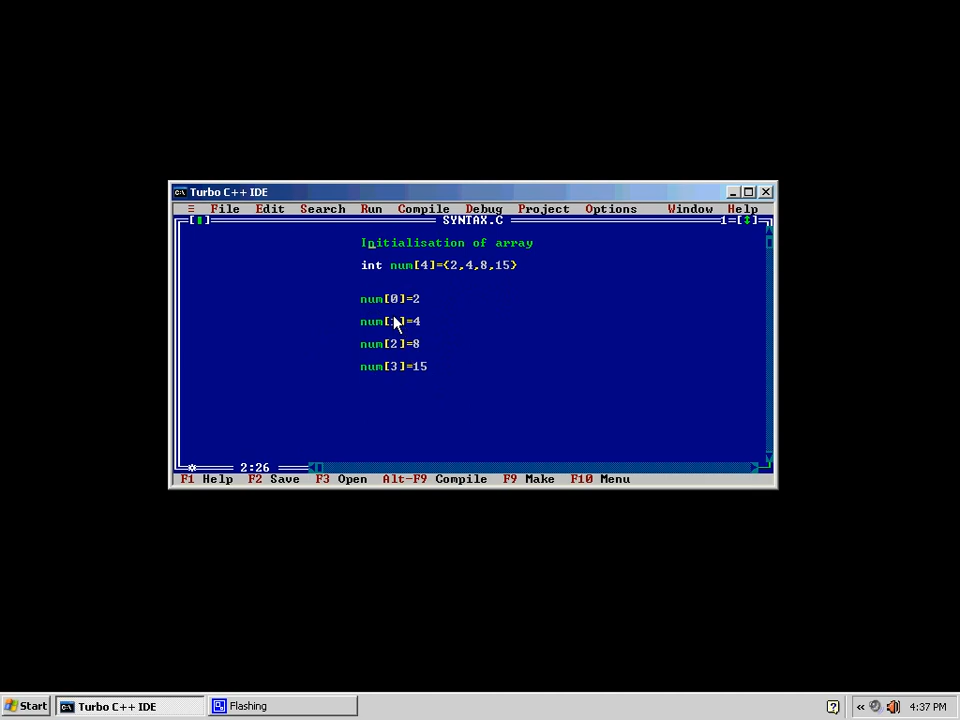 Turbo C++ IDE
≡ File Edit Search Run Compile Debug Project Options Window Help
SYNTAX.C 1=[↕]
Initialisation of array
int num[4]={2,4,8,15}
num[0]=2
num[ ]=4
num[2]=8
num[3]=15
2:26
F1 Help F2 Save F3 Open Alt-F9 Compile F9 Make F10 Menu
Start Turbo C++ IDE Flashing « 4:37 PM